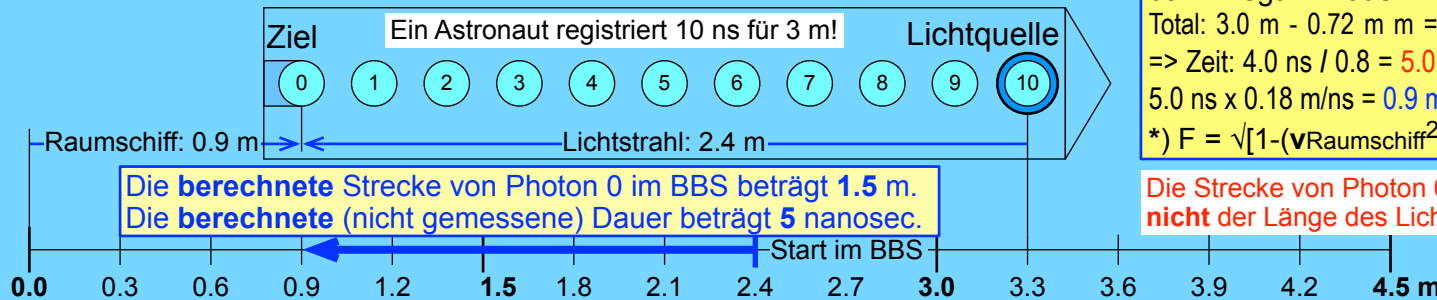 Ein Astronaut registriert 10 ns für 3 m!
Ziel
Lichtquelle
0 1 2 3 4 5 6 7 8 9 10
Raumschiff: 0.9 m
Lichtstrahl: 2.4 m
Die berechnete Strecke von Photon 0 im BBS beträgt 1.5 m.
Die berechnete (nicht gemessene) Dauer beträgt 5 nanosec.
Start im BBS
0.0 0.3 0.6 0.9 1.2 1.5 1.8 2.1 2.4 2.7 3.0 3.3 3.6 3.9 4.2 4.5 m
Total: 3.0 m - 0.72 m m =
=> Zeit: 4.0 ns / 0.8 = 5.0
5.0 ns x 0.18 m/ns = 0.9 m
*) F = √[1-(vRaumschiff2
Die Strecke von Photon
nicht der Länge des